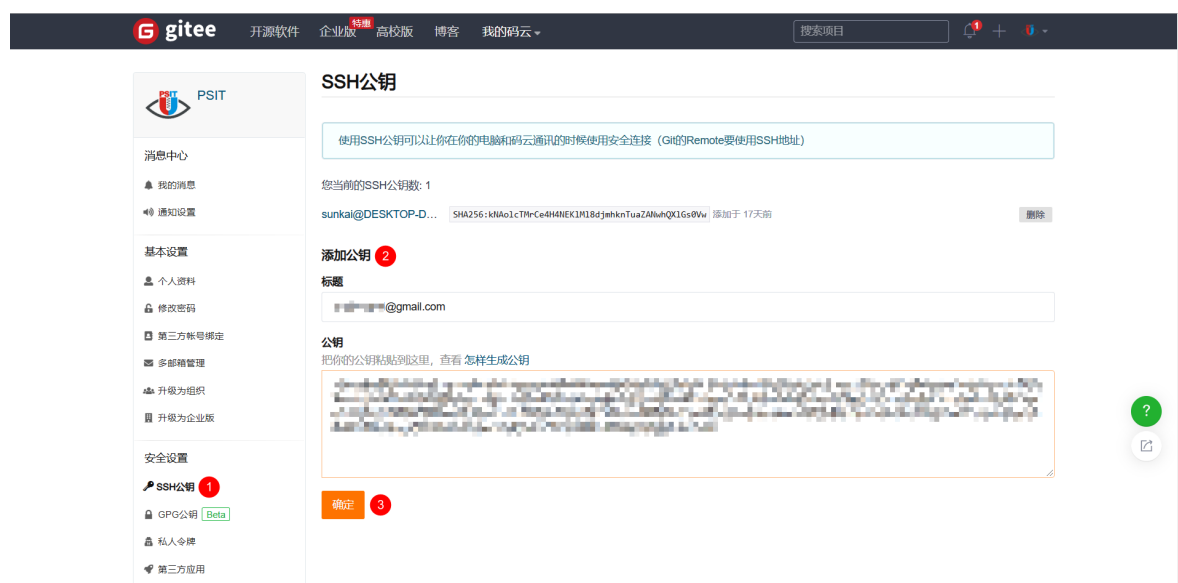 gitee 开源软件 企业版 特惠 高校版 博客 我的码云 搜索项目 1
PSIT
PSIT
消息中心
我的消息
通知设置
基本设置
个人资料
修改密码
第三方帐号绑定
多邮箱管理
升级为组织
升级为企业版
安全设置
SSH公钥 1
GPG公钥 Beta
私人令牌
第三方应用
SSH公钥
使用SSH公钥可以让你在你的电脑和码云通讯的时候使用安全连接（Git的Remote要使用SSH地址）
您当前的SSH公钥数: 1
sunkai@DESKTOP-D... SHA256:kNAo1cTMrCe4H4NEK1M18djmhknTuaZANwhQX1Gs0Vw 添加于 17天前 删除
添加公钥 2
标题
@gmail.com
公钥
把你的公钥粘贴到这里，查看 怎样生成公钥
确定 3
?